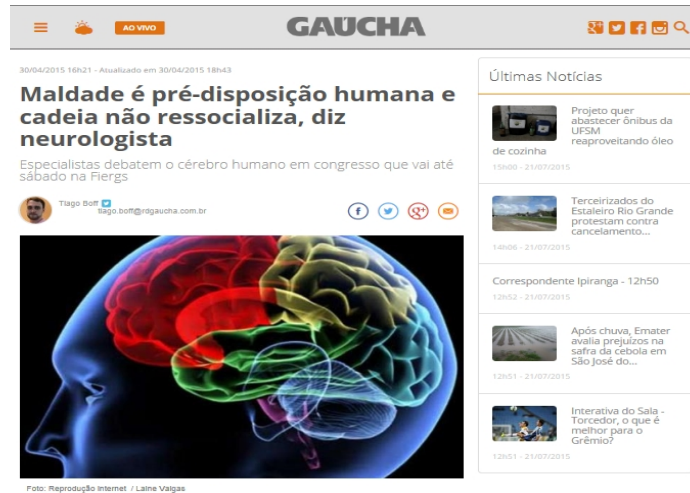 AO VIVO
GAÚCHA
30/04/2015 16h21 - Atualizado em 30/04/2015 18h43
Maldade é pré-disposição humana e
cadeia não ressocializa, diz
neurologista
Especialistas debatem o cérebro humano em congresso que vai até
sábado na Fiergs
Tiago Boff
tiago.boff@rdgaucha.com.br
Foto: Reprodução Internet / Laine Valgas
Últimas Notícias
Projeto quer
abastecer ônibus da
UFSM
reaproveitando óleo
de cozinha
15h00 - 21/07/2015
Terceirizados do
Estaleiro Rio Grande
protestam contra
cancelamento...
14h06 - 21/07/2015
Correspondente Ipiranga - 12h50
12h52 - 21/07/2015
Após chuva, Emater
avalia prejuízos na
safra da cebola em
São José do...
12h51 - 21/07/2015
Interativa do Sala -
Torcedor, o que é
melhor para o
Grêmio?
12h51 - 21/07/2015